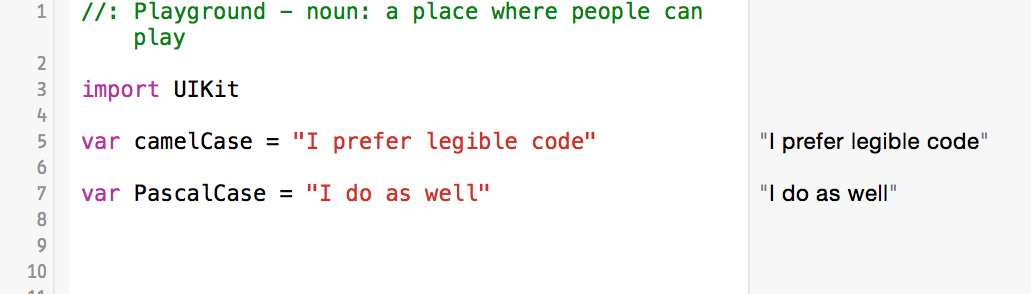 1 //: Playground – noun: a place where people can
play
2
3 import UIKit
4
5 var camelCase = "I prefer legible code" "I prefer legible code"
6
7 var PascalCase = "I do as well" "I do as well"
8
9
10
11